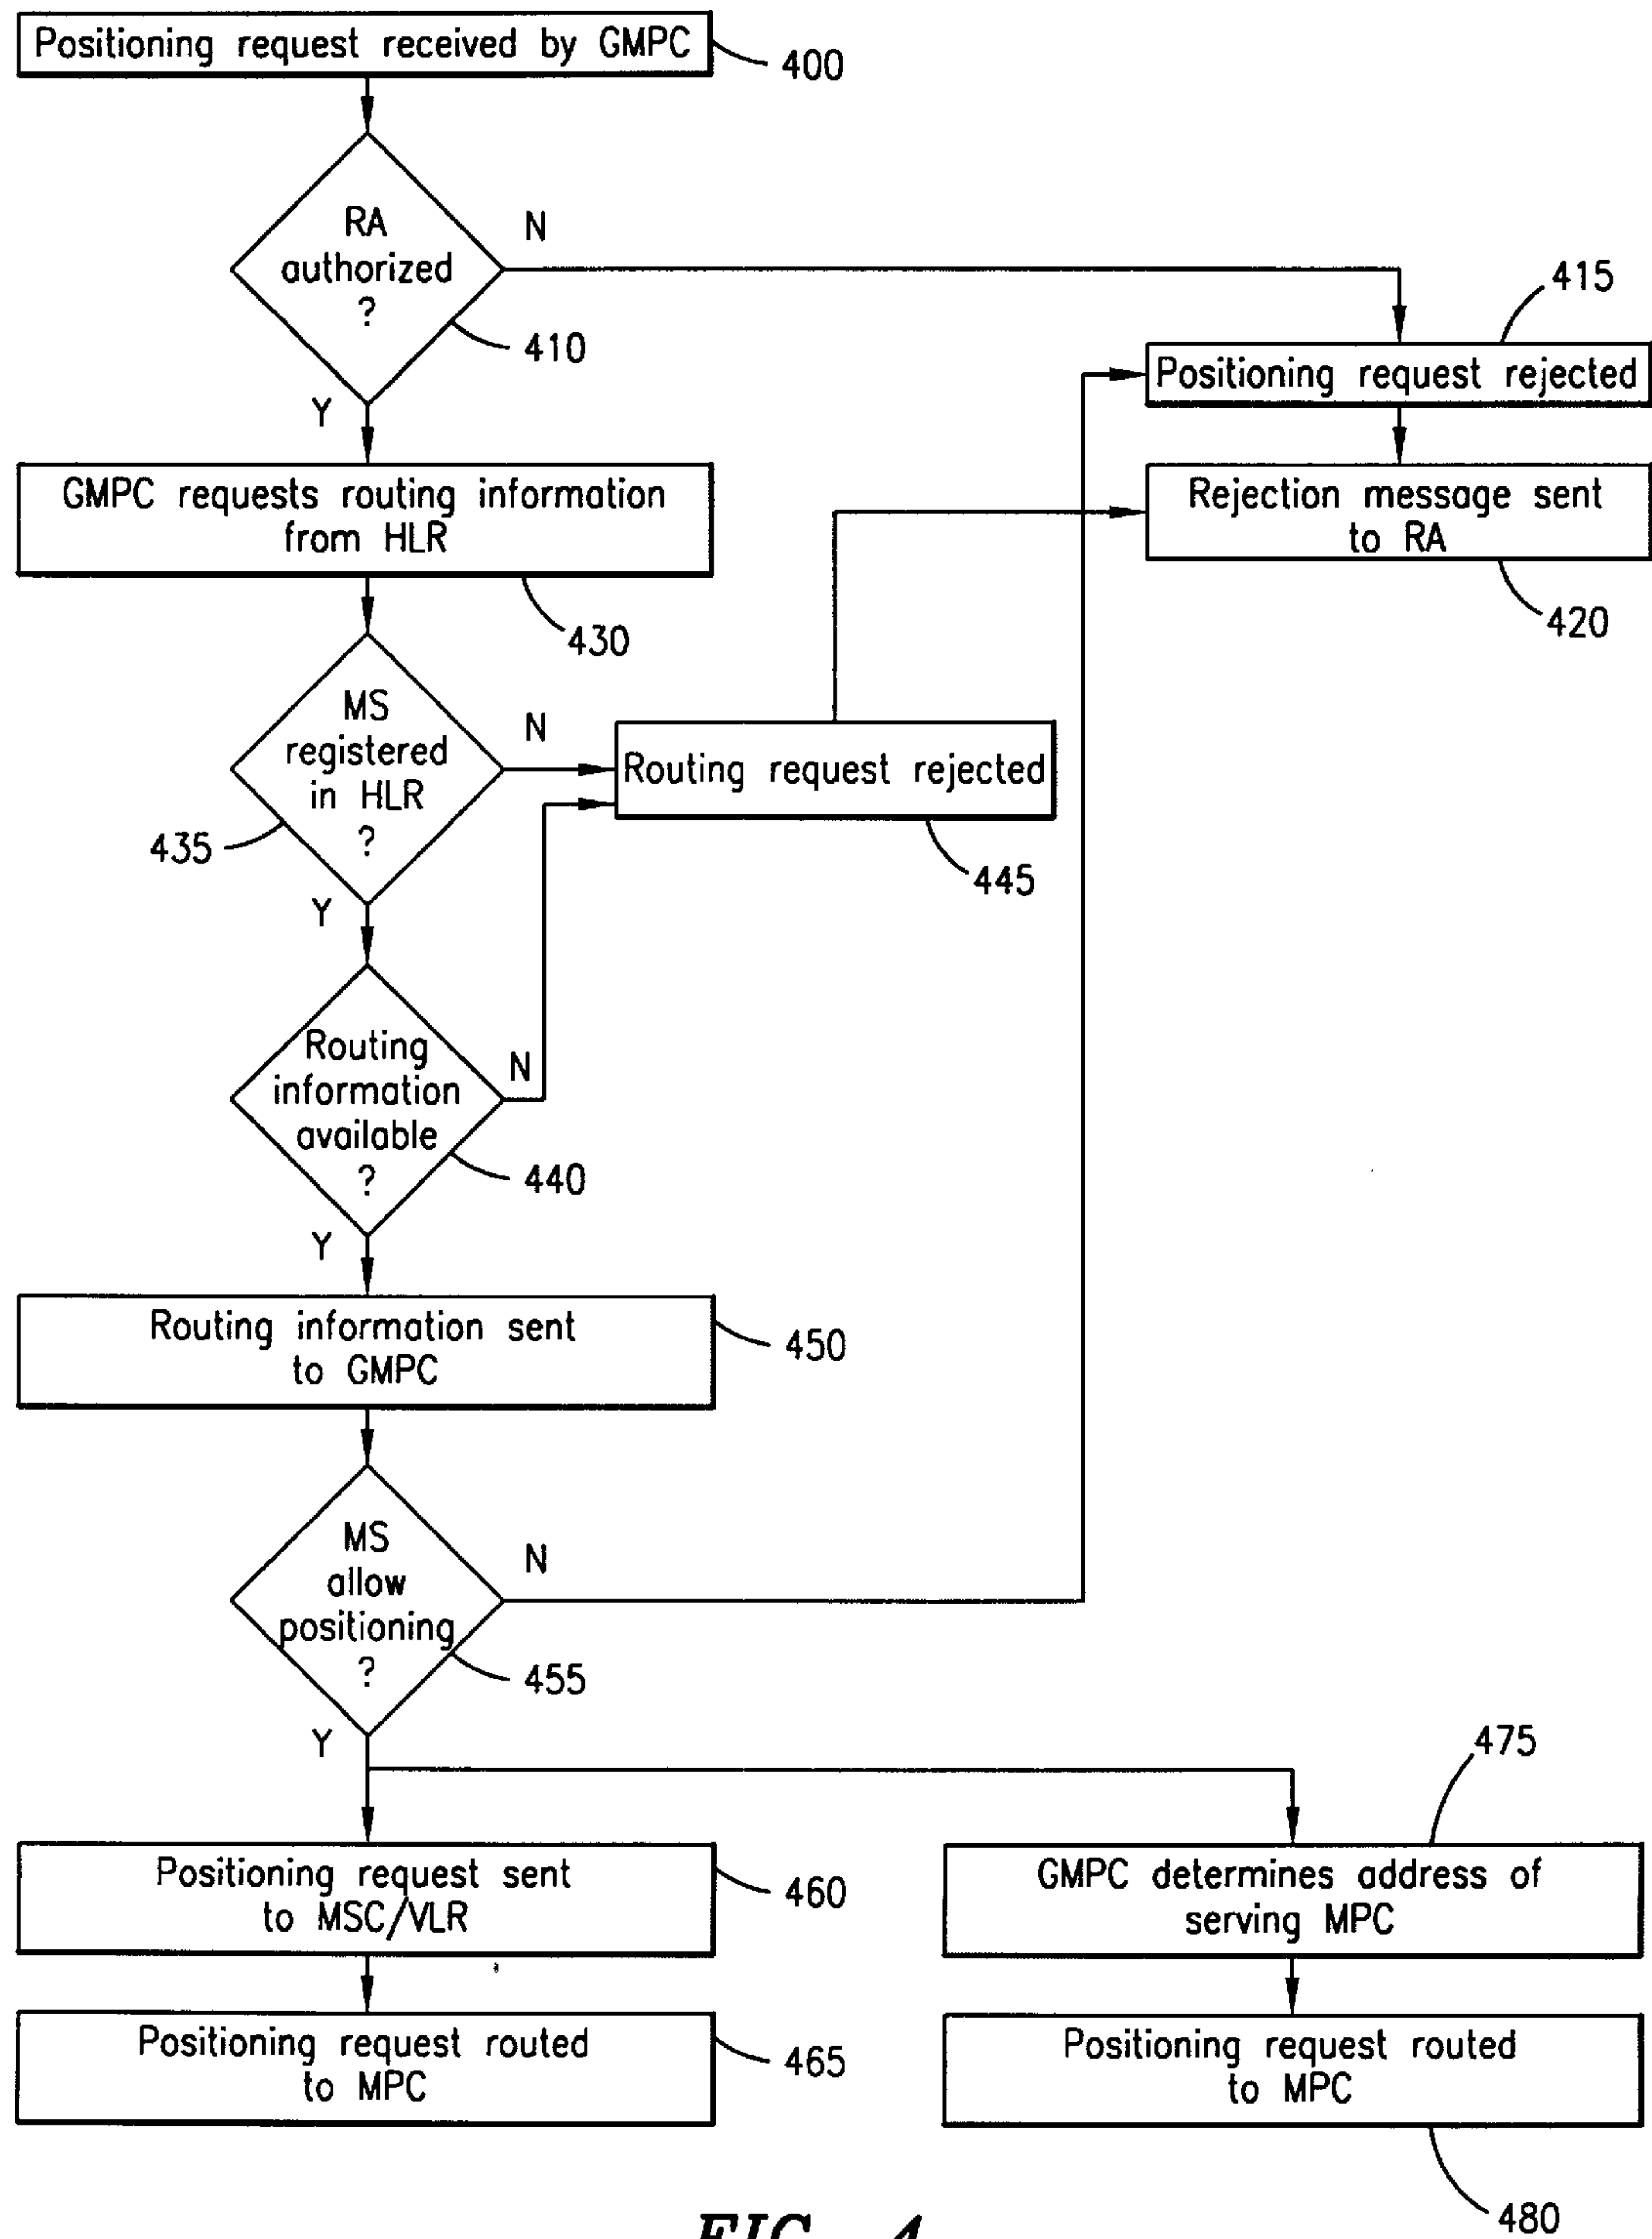 Positioning request received by GMPC
400
RA
authorized
?
N
410
Y
415
Positioning request rejected
GMPC requests routing information
from HLR
430
Rejection message sent
to RA
420
MS
registered
in HLR
?
435
N
Y
Routing request rejected
445
Routing
information
available
?
N
440
Y
Routing information sent
to GMPC
450
MS
allow
positioning
?
N
455
Y
475
Positioning request sent
to MSC/VLR
460
GMPC determines address of
serving MPC
Positioning request routed
to MPC
465
Positioning request routed
to MPC
480
FIG. 4